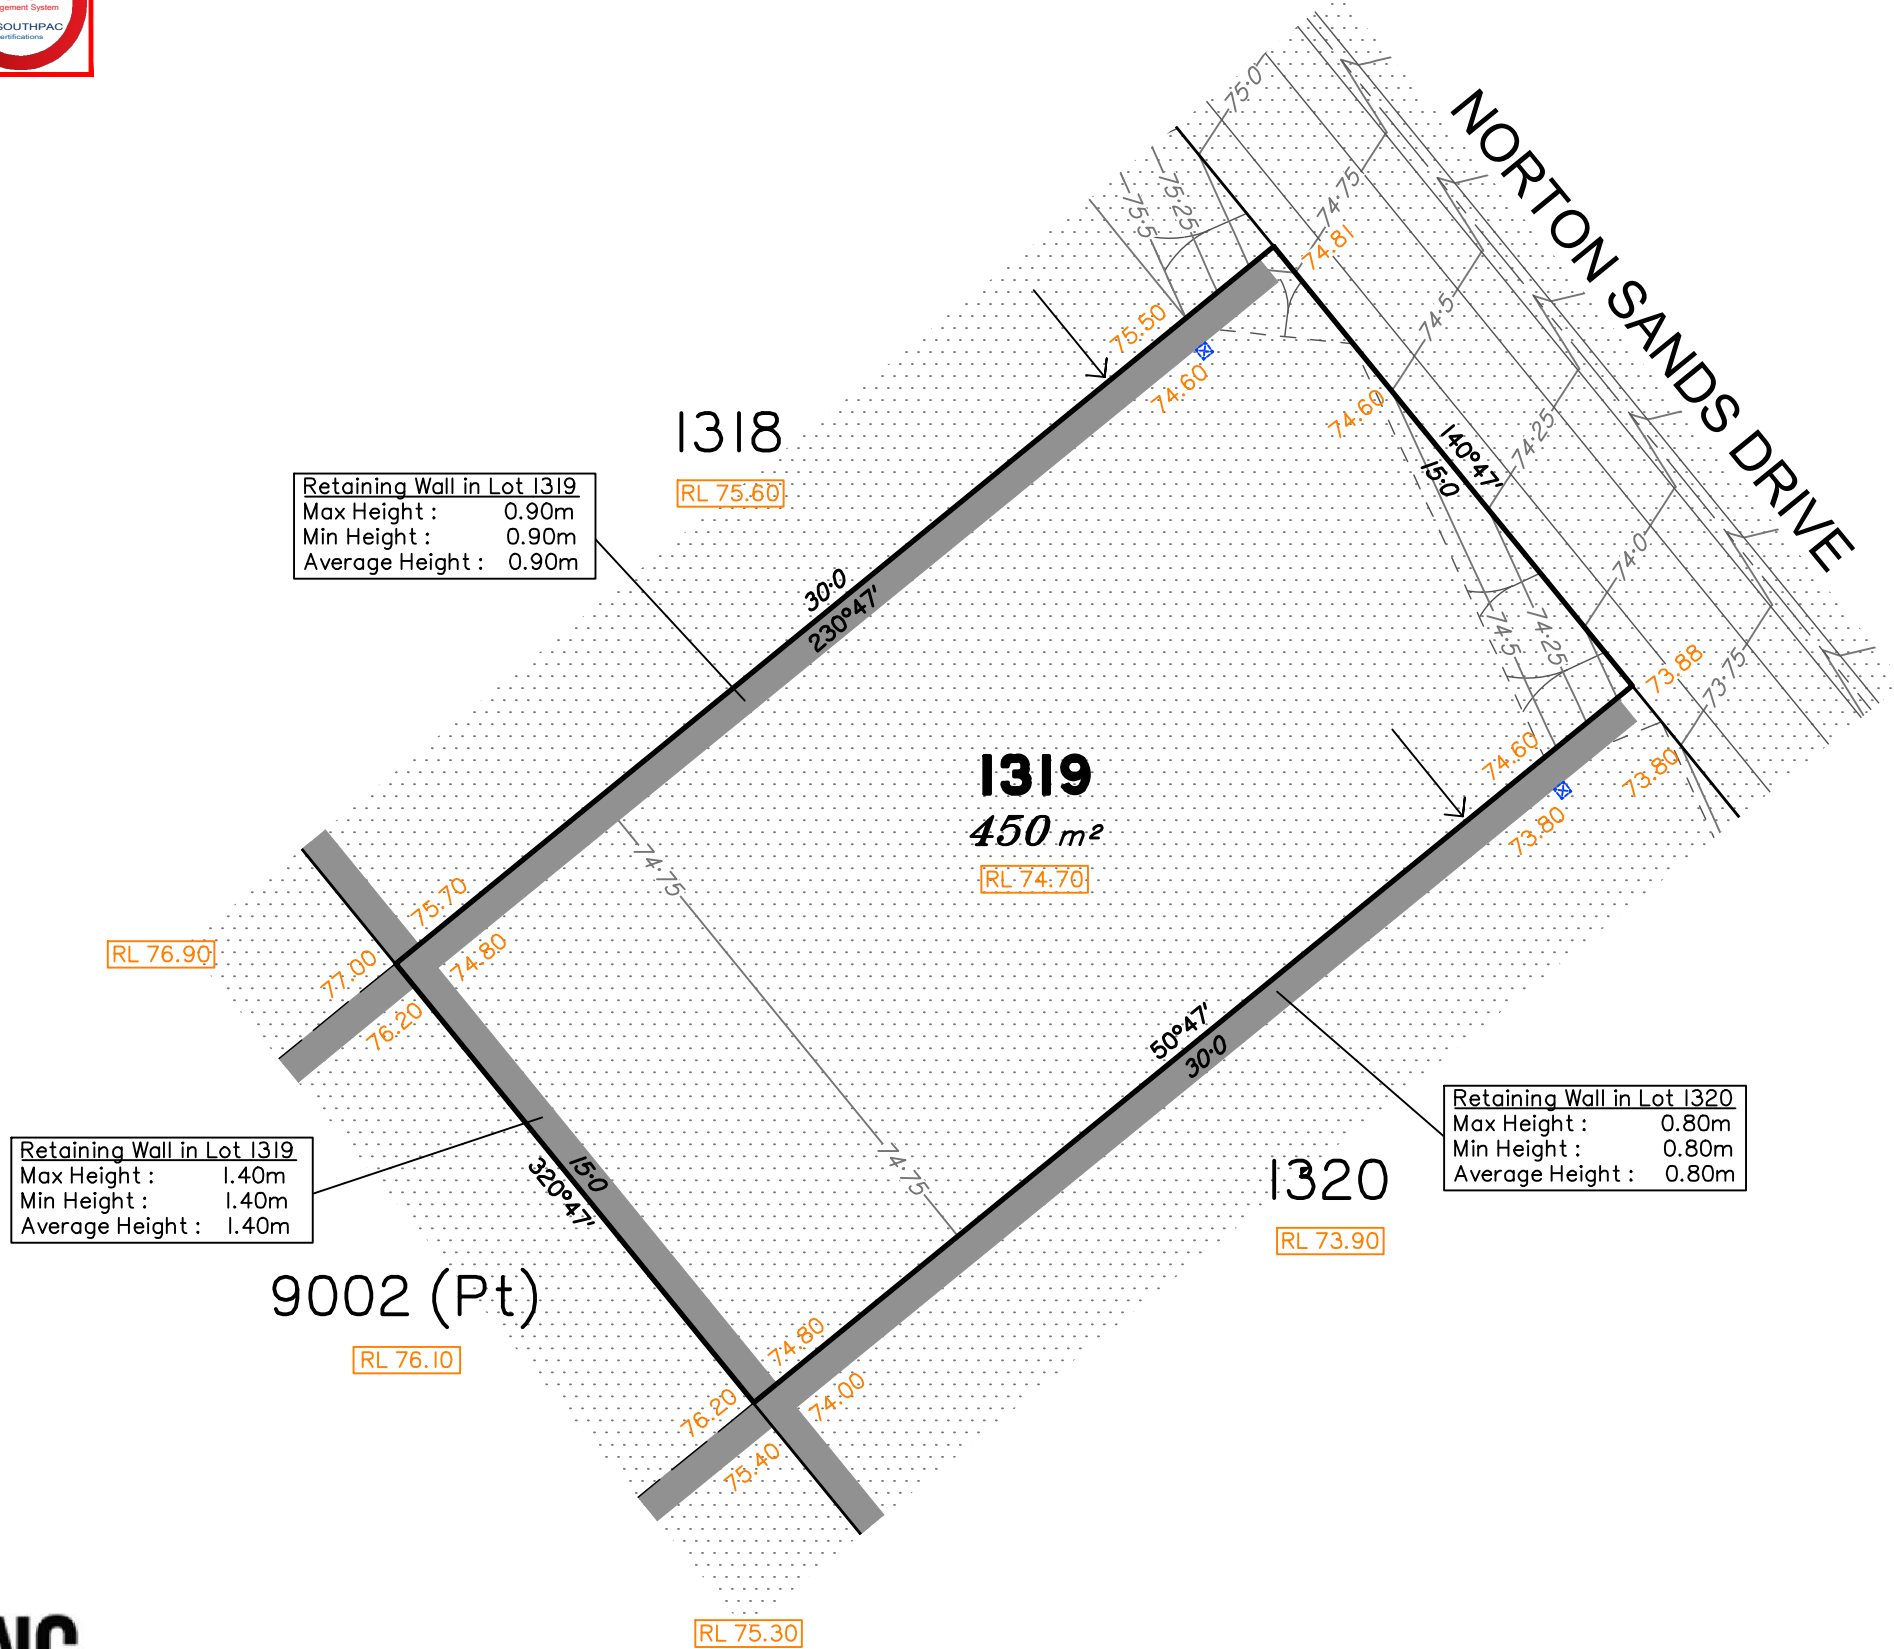 gement System
SOUTHPAC
ertifications
NORTON SANDS DRIVE
75·0
74·75
75·25
75·5
74.81
74·5
75.50
74.60
74.60
74·25
140°47'
15·0
1318
RL 75.60
Retaining Wall in Lot 1319
Max Height : 0.90m
Min Height : 0.90m
Average Height : 0.90m
30·0
230°47'
74·0
74·5
74·25
73.88
73·75
74.60
73.80
73.80
1319
450 m²
RL 74.70
74·75
75.70
74.80
RL 76.90
77.00
76.20
50°47'
30·0
Retaining Wall in Lot 1320
Max Height : 0.80m
Min Height : 0.80m
Average Height : 0.80m
Retaining Wall in Lot 1319
Max Height : 1.40m
Min Height : 1.40m
Average Height : 1.40m
15·0
320°47'
74·75
1320
RL 73.90
9002 (Pt)
RL 76.10
74.80
74.00
76.20
75.40
RL 75.30
NG